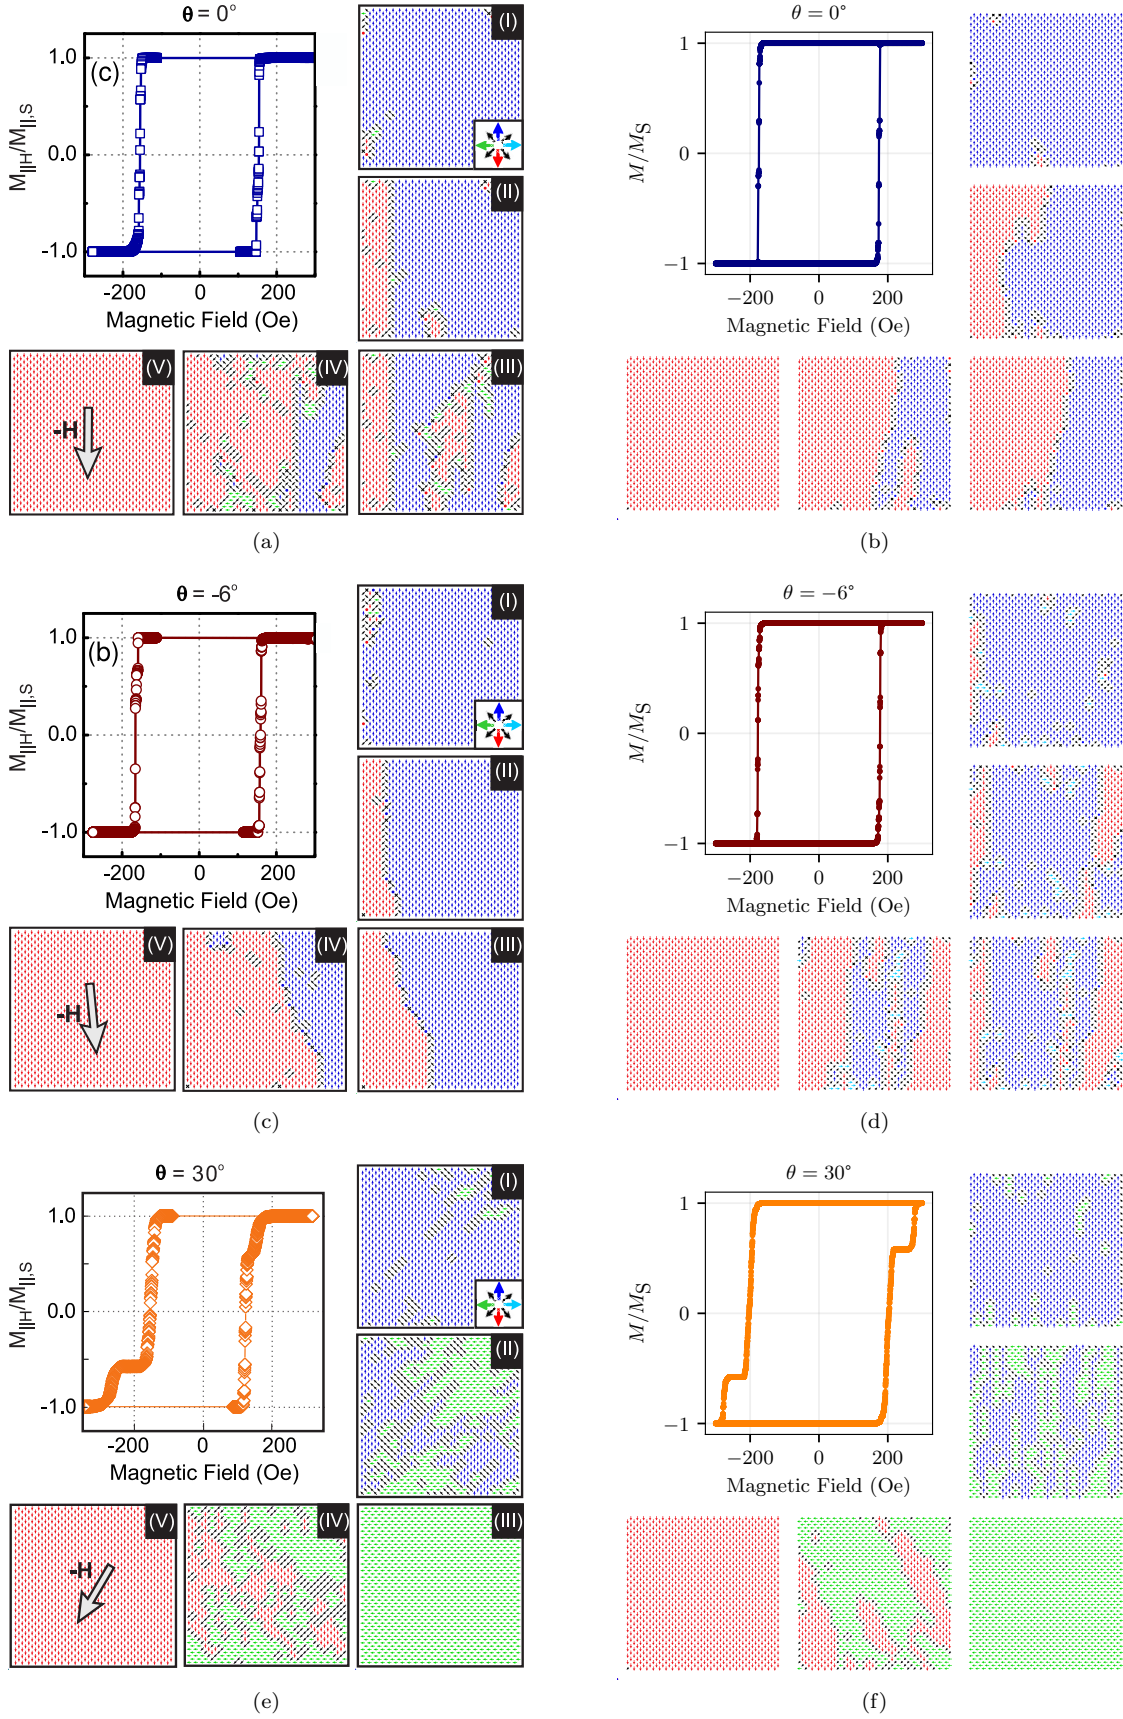 θ = 0°
(c)
1.0
0.0
-1.0
M||H/M||,S
-200
0
200
Magnetic Field (Oe)
(I)
(II)
(V)
-H
(IV)
(III)
(a)
θ = 0°
1
0
−1
M/MS
−200
0
200
Magnetic Field (Oe)
(b)
θ = -6°
(b)
1.0
0.0
-1.0
M||H/M||,S
-200
0
200
Magnetic Field (Oe)
(I)
(II)
(V)
-H
(IV)
(III)
(c)
θ = −6°
1
0
−1
M/MS
−200
0
200
Magnetic Field (Oe)
(d)
θ = 30°
1.0
0.0
-1.0
M||H/M||,S
-200
0
200
Magnetic Field (Oe)
(I)
(II)
(V)
-H
(IV)
(III)
(e)
θ = 30°
1
0
−1
M/MS
−200
0
200
Magnetic Field (Oe)
(f)